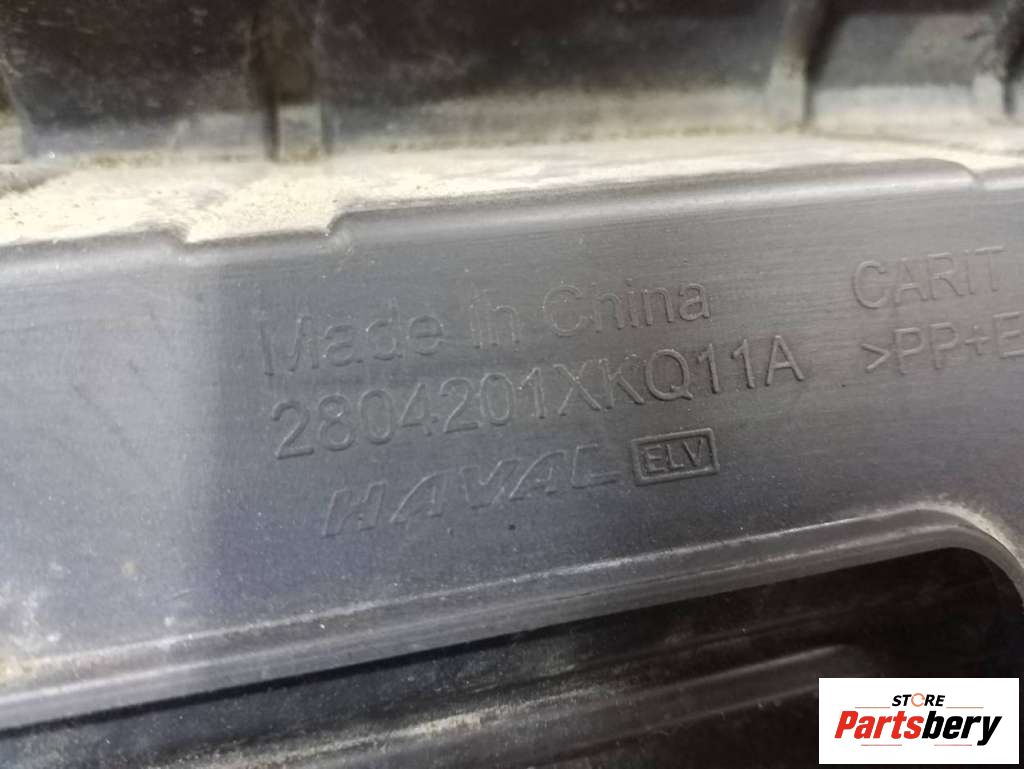 Made In China
2804201XKQ11A
HAVAL ELV
CARIT
>PP+E
STORE
Partsbery